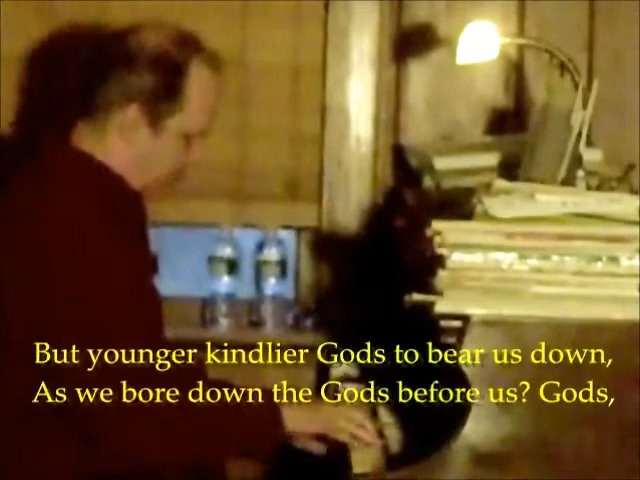 But younger kindlier Gods to bear us down,
As we bore down the Gods before us? Gods,